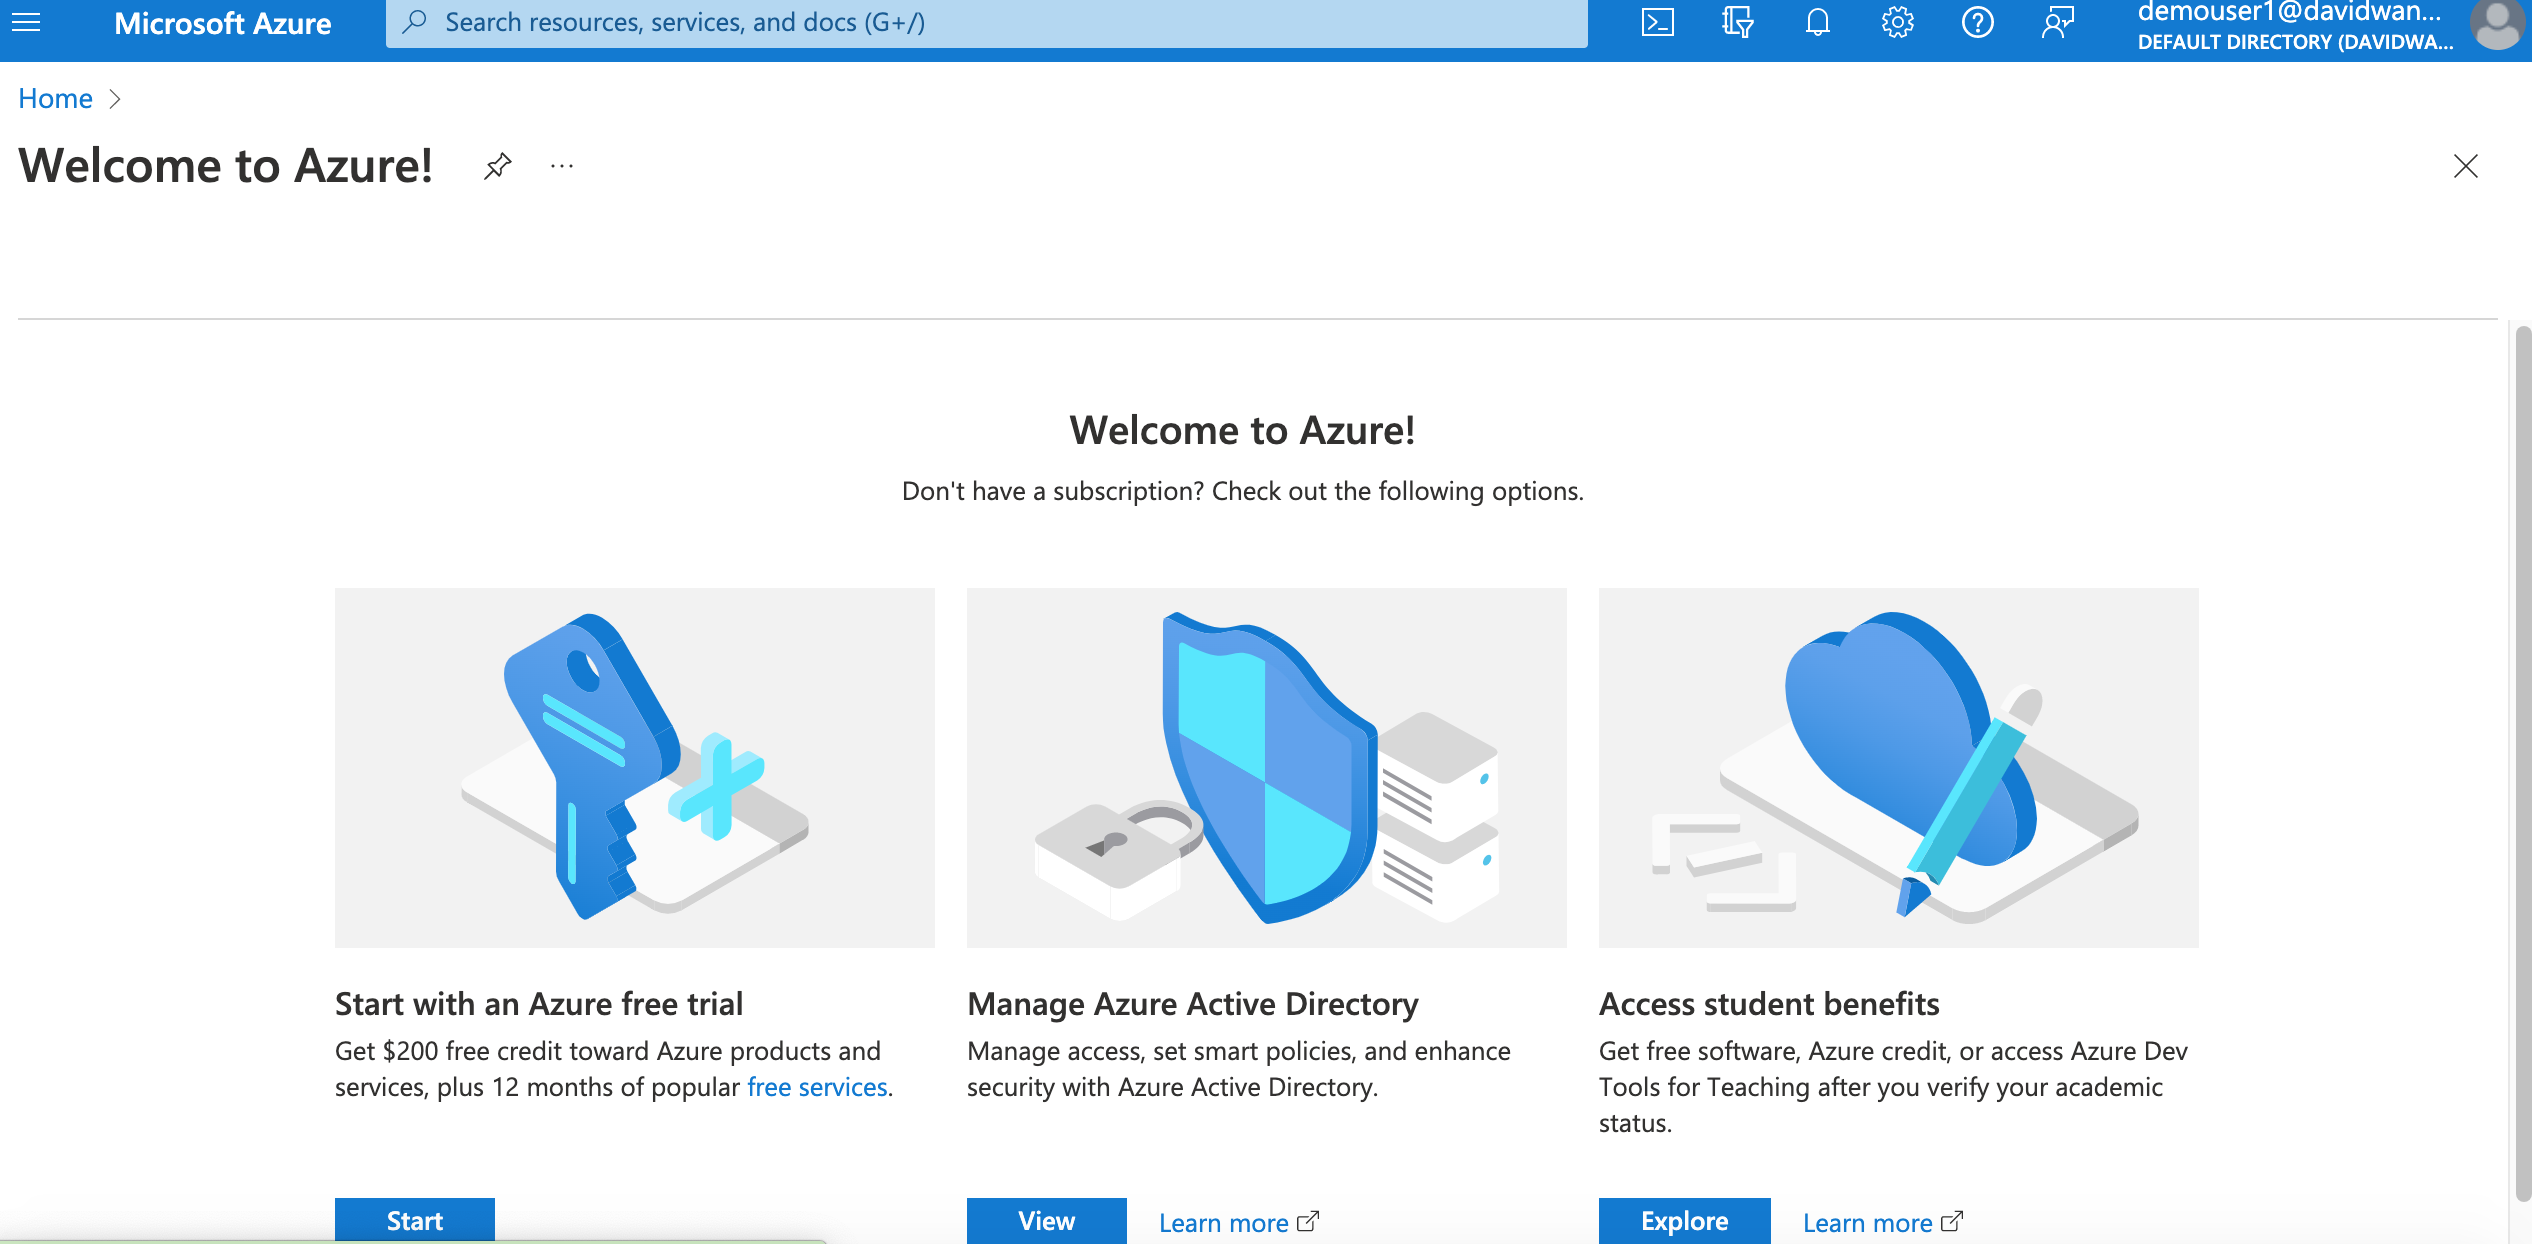 Microsoft Azure
Search resources, services, and docs (G+/)
demouser1@davidwan...
DEFAULT DIRECTORY (DAVIDWA...
Home
Welcome to Azure!
Welcome to Azure!
Don't have a subscription? Check out the following options.
Start with an Azure free trial
Get $200 free credit toward Azure products and
services, plus 12 months of popular free services.
Start
Manage Azure Active Directory
Manage access, set smart policies, and enhance
security with Azure Active Directory.
View
Learn more
Access student benefits
Get free software, Azure credit, or access Azure Dev
Tools for Teaching after you verify your academic
status.
Explore
Learn more